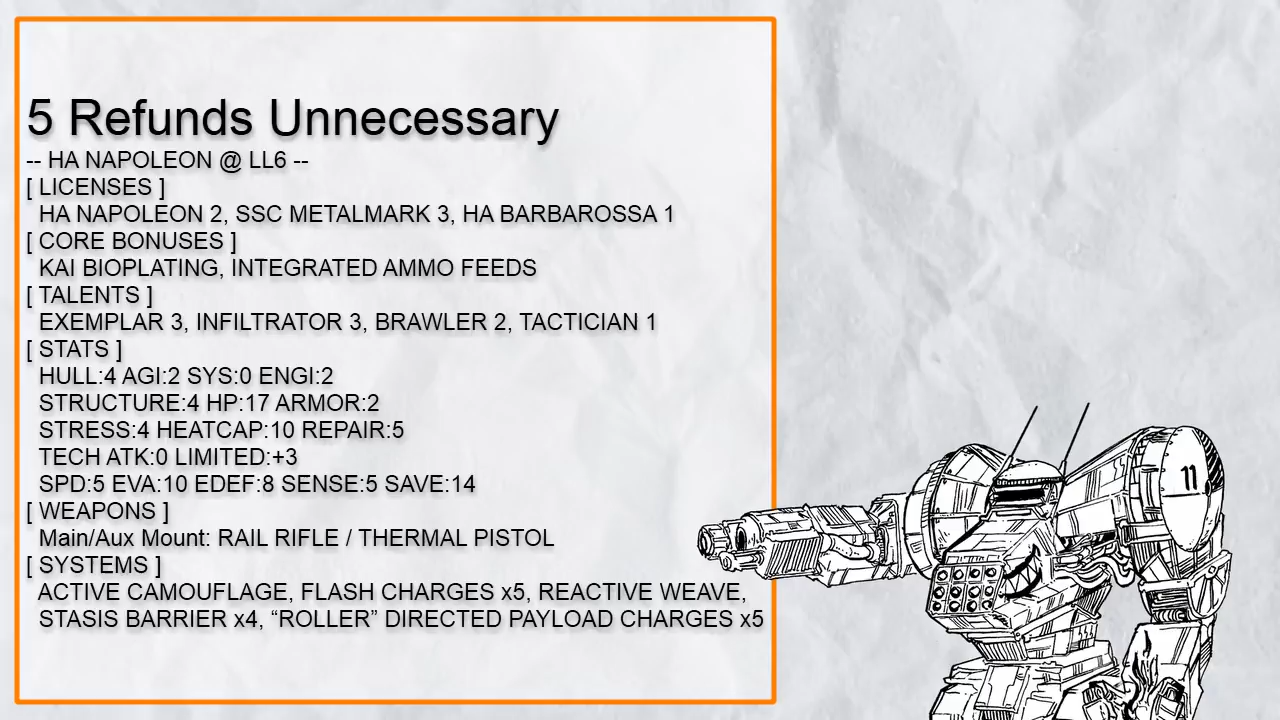 5 Refunds Unnecessary
-- HA NAPOLEON @ LL6 --
[ LICENSES ]
HA NAPOLEON 2, SSC METALMARK 3, HA BARBAROSSA 1
[ CORE BONUSES ]
KAI BIOPLATING, INTEGRATED AMMO FEEDS
[ TALENTS ]
EXEMPLAR 3, INFILTRATOR 3, BRAWLER 2, TACTICIAN 1
[ STATS ]
HULL:4 AGI:2 SYS:0 ENGI:2
STRUCTURE:4 HP:17 ARMOR:2
STRESS:4 HEATCAP:10 REPAIR:5
TECH ATK:0 LIMITED:+3
SPD:5 EVA:10 EDEF:8 SENSE:5 SAVE:14
[ WEAPONS ]
Main/Aux Mount: RAIL RIFLE / THERMAL PISTOL
[ SYSTEMS ]
ACTIVE CAMOUFLAGE, FLASH CHARGES x5, REACTIVE WEAVE,
STASIS BARRIER x4, “ROLLER” DIRECTED PAYLOAD CHARGES x5
11